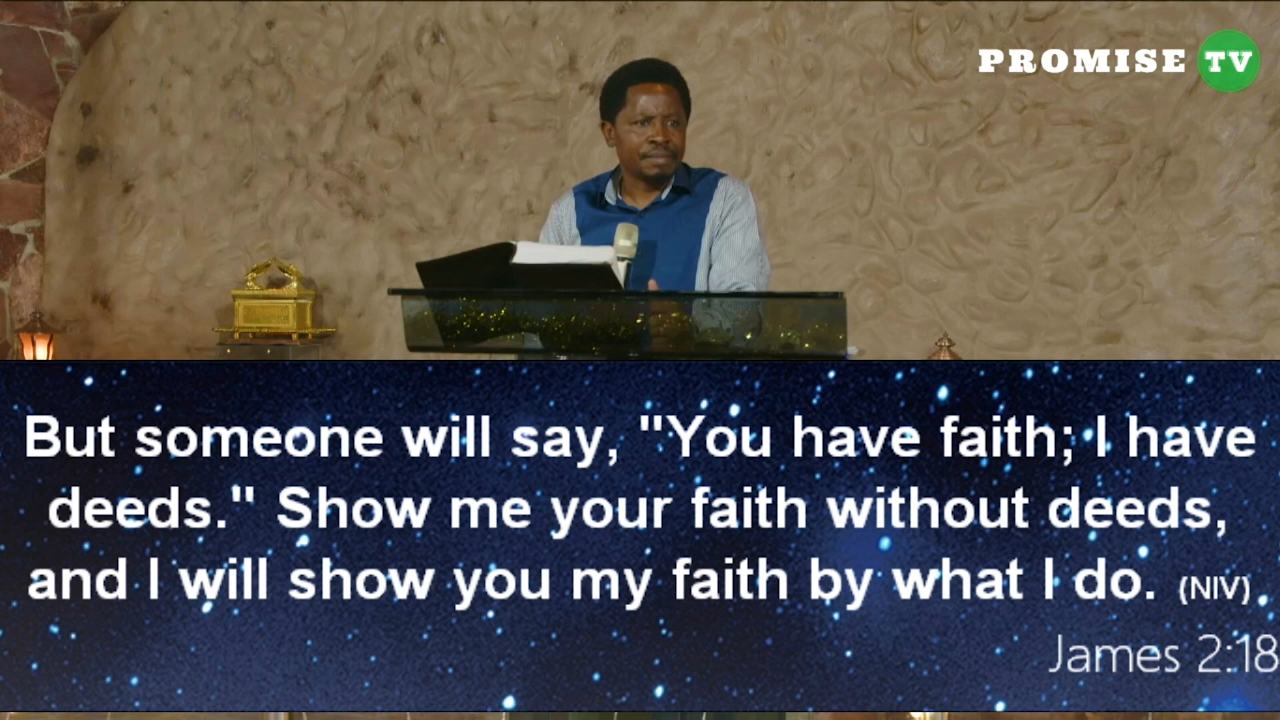 PROMISE TV
But someone will say, "You have faith; I have
deeds." Show me your faith without deeds,
and I will show you my faith by what I do. (NIV)
James 2:18